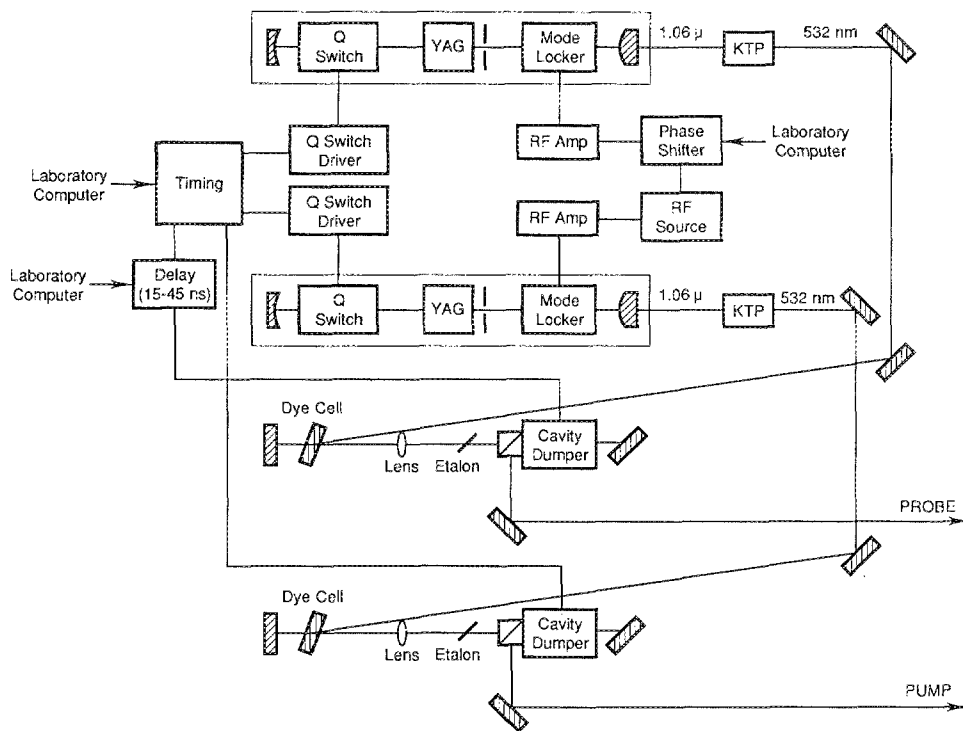 Q
Switch
YAG
Mode
Locker
1.06 μ
KTP
532 nm
Q Switch
Driver
RF Amp
Phase
Shifter
Laboratory
Computer
Laboratory
Computer
Timing
Q Switch
Driver
RF Amp
RF
Source
Laboratory
Computer
Delay
(15-45 ns)
Q
Switch
YAG
Mode
Locker
1.06 μ
KTP
532 nm
Dye Cell
Lens
Etalon
Cavity
Dumper
PROBE
Dye Cell
Lens
Etalon
Cavity
Dumper
PUMP